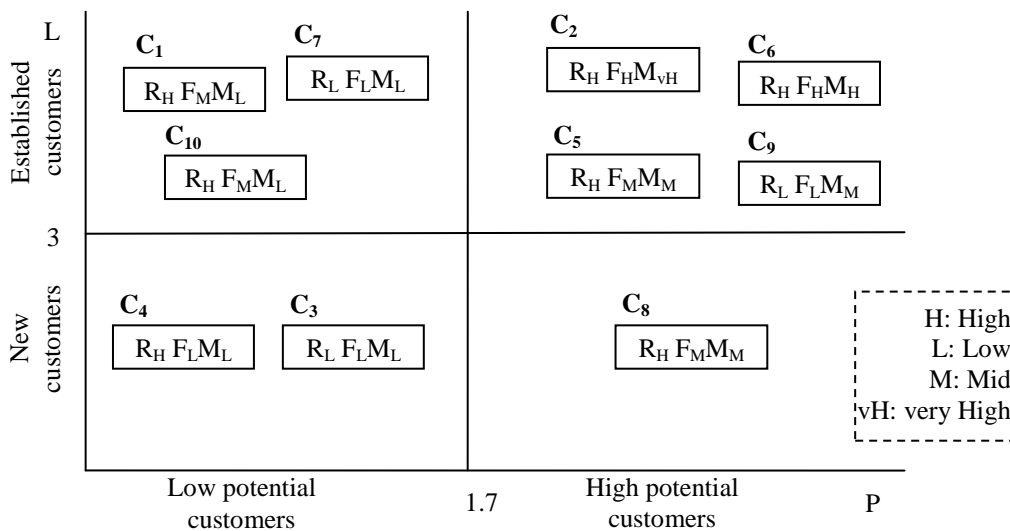 L
Established
customers
C1
RH FMML
C7
RL FLML
C10
RH FMML
C2
RH FHMvH
C6
RH FHMH
C5
RH FMMM
C9
RL FLMM
3
New
customers
C4
RH FLML
C3
RL FLML
C8
RH FMMM
H: High
L: Low
M: Mid
vH: very High
Low potential
customers
1.7
High potential
customers
P